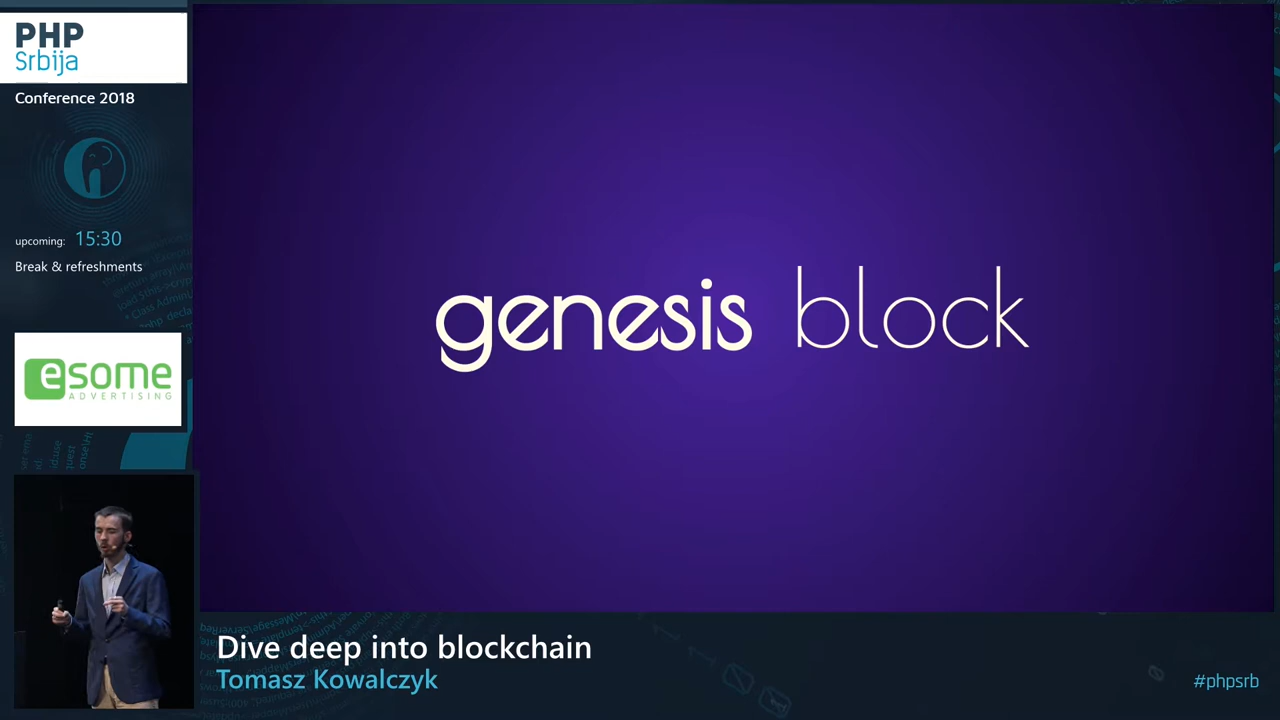 PHP
Srbija
Conference 2018
upcoming: 15:30
Break & refreshments
esome
ADVERTISING
genesis block
Dive deep into blockchain
Tomasz Kowalczyk
#phpsrb